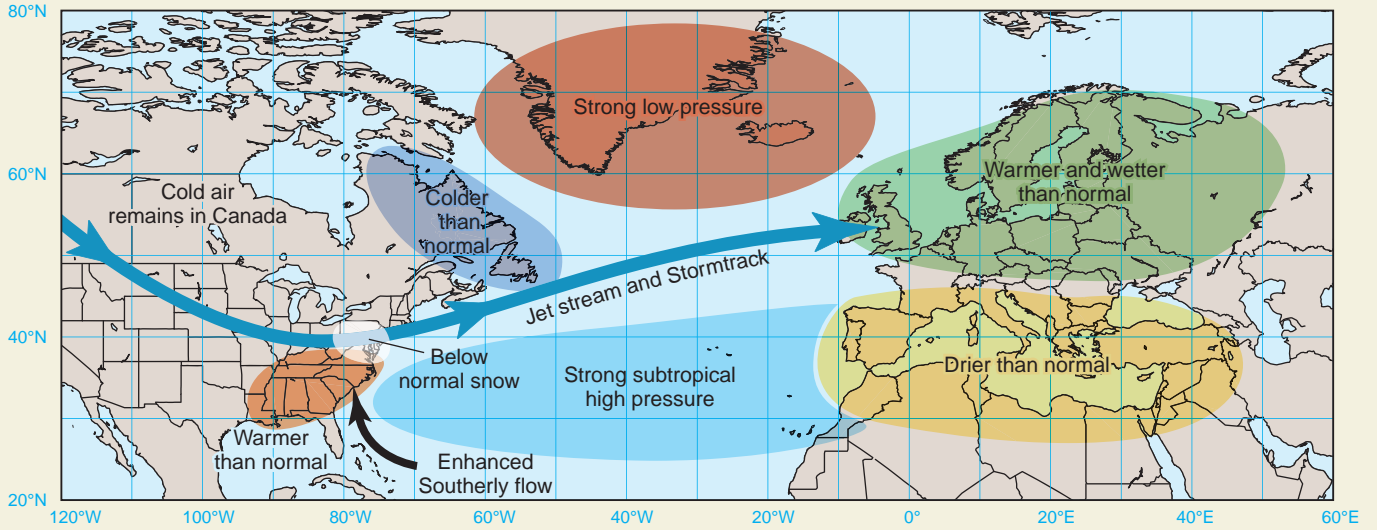 80°N
Strong low pressure
60°N
Cold air
remains in Canada
Colder
than
normal
Warmer and wetter
than normal
Jet stream and Stormtrack
40°N
Below
normal snow
Strong subtropical
high pressure
Drier than normal
Warmer
than normal
Enhanced
Southerly flow
20°N
120°W
100°W
80°W
60°W
40°W
20°W
0°
20°E
40°E
60°E